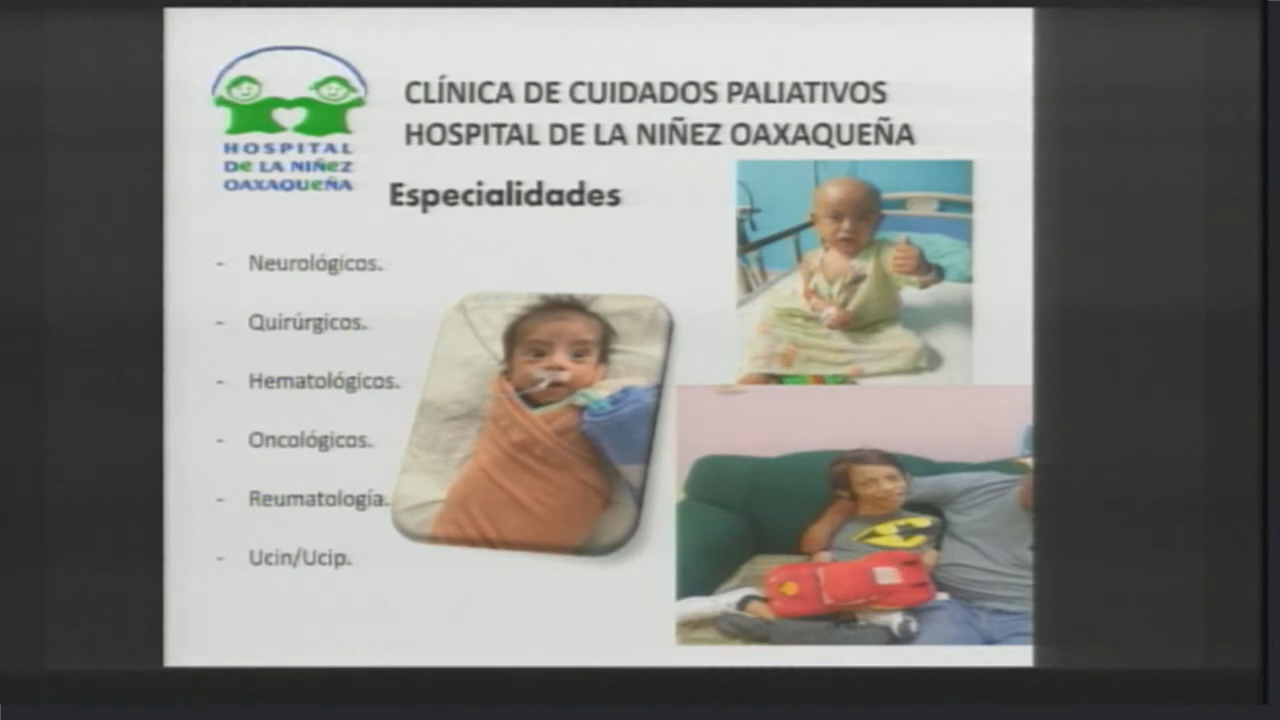 CLÍNICA DE CUIDADOS PALIATIVOS
HOSPITAL DE LA NIÑEZ OAXAQUEÑA
HOSPITAL
De LA NIÑeZ
OAXAQUeÑA
Especialidades
- Neurológicos.
- Quirúrgicos.
- Hematológicos.
- Oncológicos.
- Reumatología.
- Ucin/Ucip.